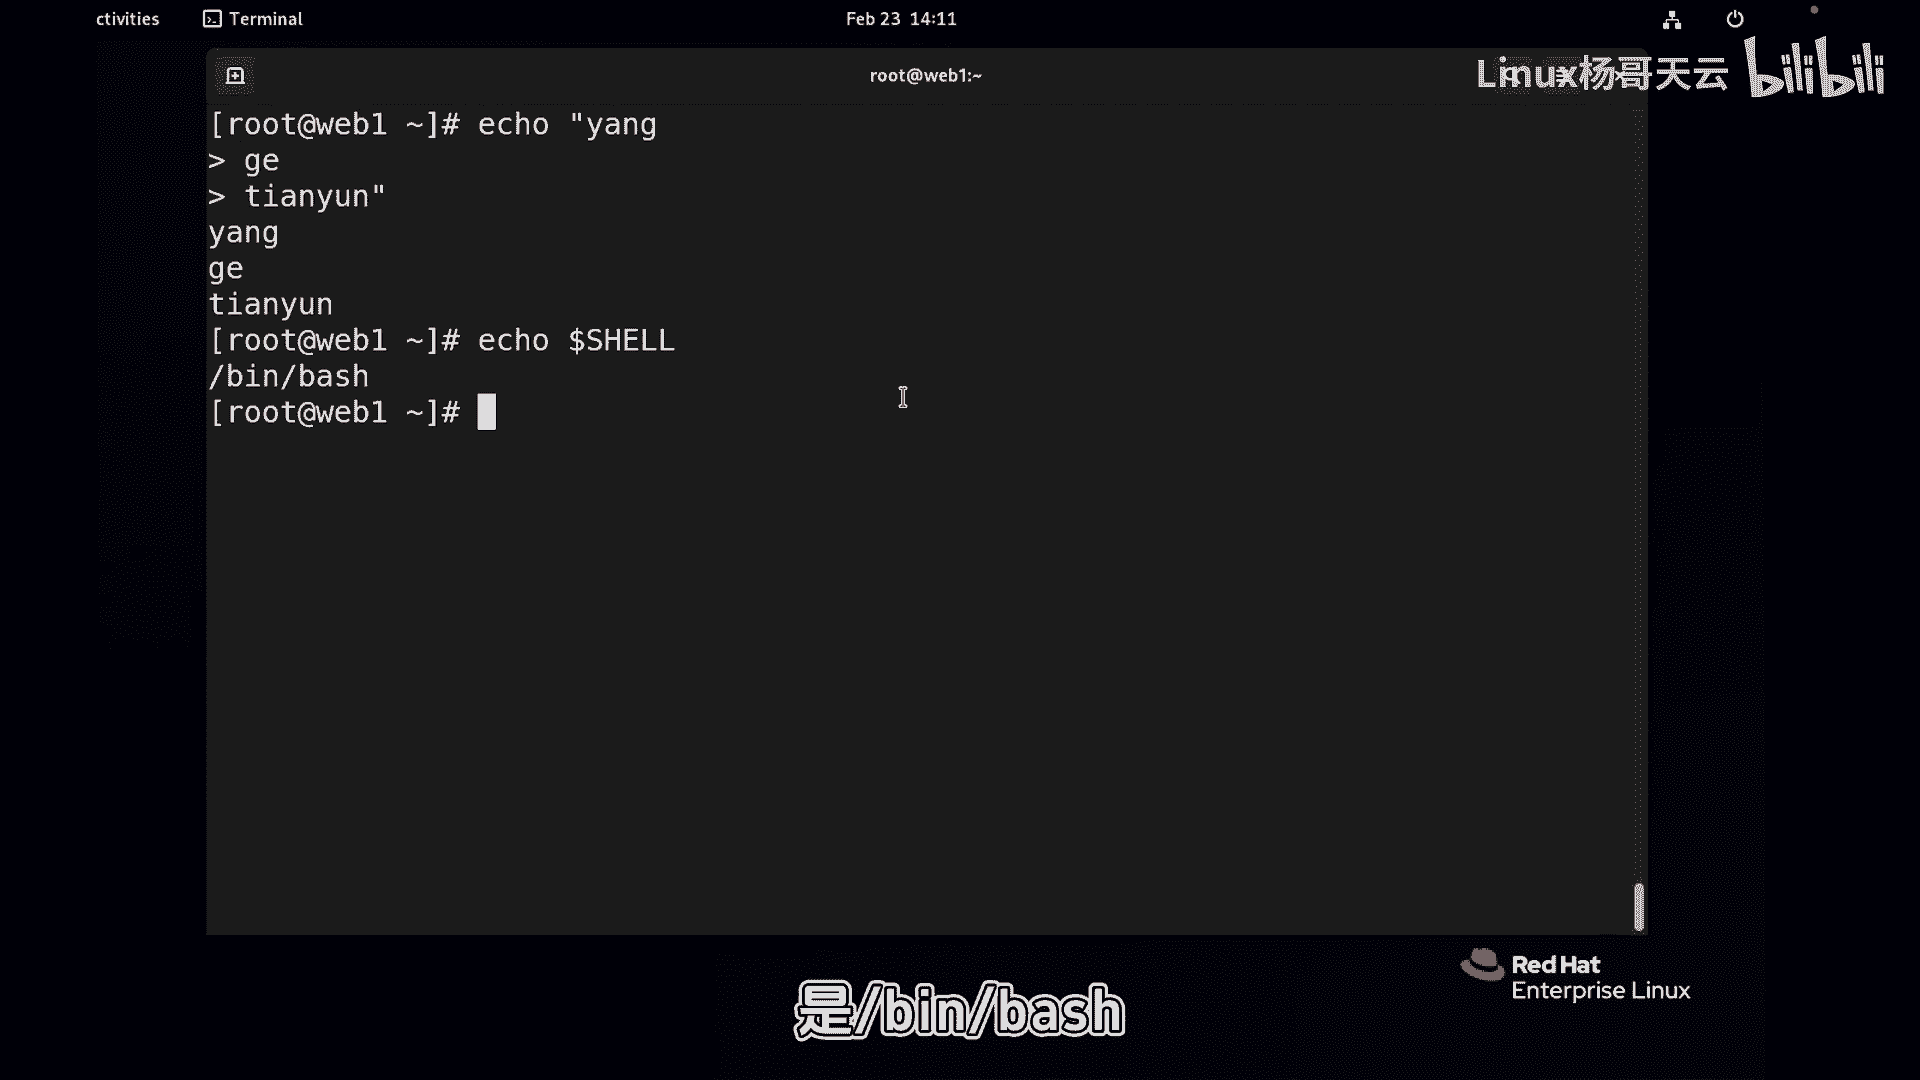 ctivities
Terminal
Feb 23 14:11
root@web1:~
Linux杨哥天云 bilibili
[root@web1 ~]# echo "yang
> ge
> tianyun"
yang
ge
tianyun
[root@web1 ~]# echo $SHELL
/bin/bash
[root@web1 ~]#
Red Hat
Enterprise Linux
是/bin/bash